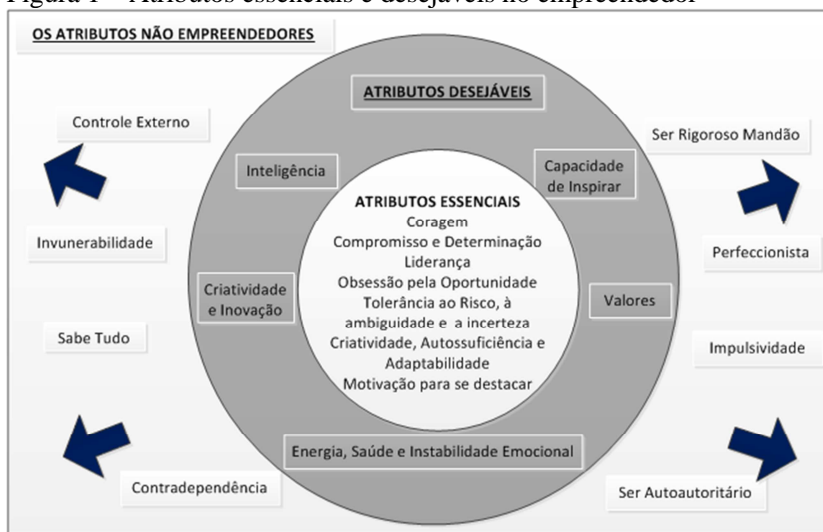 Figura 1 – Atributos essenciais e desejáveis no empreendedor
OS ATRIBUTOS NÃO EMPREENDEDORES
ATRIBUTOS DESEJÁVEIS
Controle Externo
Ser Rigoroso Mandão
Inteligência
Capacidade
de Inspirar
ATRIBUTOS ESSENCIAIS
Coragem
Compromisso e Determinação
Liderança
Obsessão pela Oportunidade
Tolerância ao Risco, à
ambiguidade e a incerteza
Criatividade, Autossuficiência e
Adaptabilidade
Motivação para se destacar
Invunerabilidade
Perfeccionista
Criatividade
e Inovação
Valores
Sabe Tudo
Impulsividade
Energia, Saúde e Instabilidade Emocional
Contradependência
Ser Autoautoritário